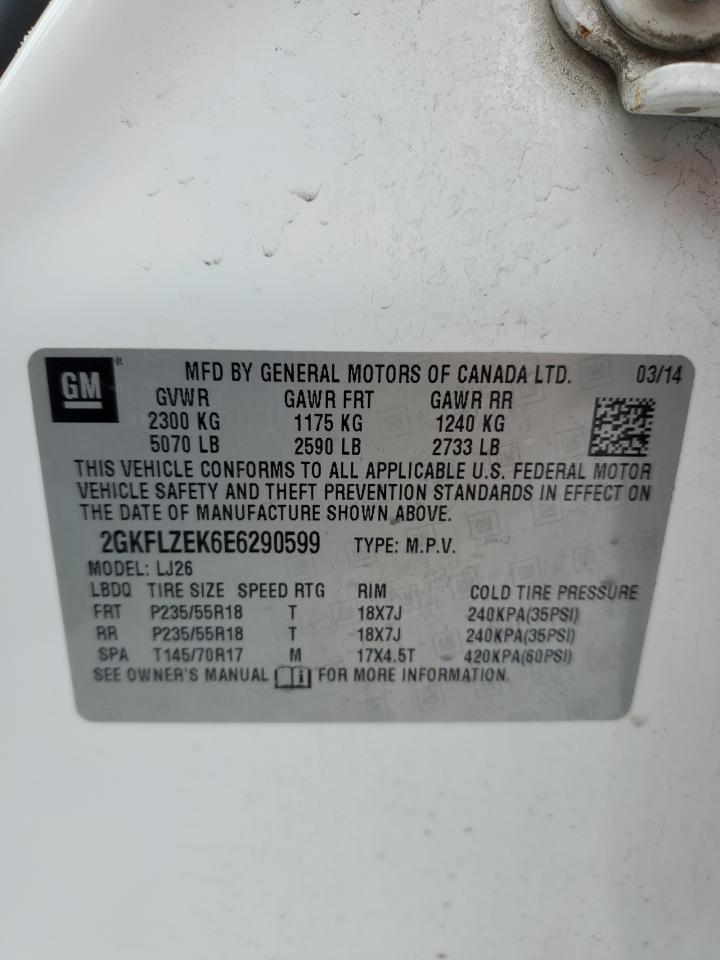 GM ® MFD BY GENERAL MOTORS OF CANADA LTD. 03/14
GVWR GAWR FRT GAWR RR
2300 KG 1175 KG 1240 KG
5070 LB 2590 LB 2733 LB
THIS VEHICLE CONFORMS TO ALL APPLICABLE U.S. FEDERAL MOTOR
VEHICLE SAFETY AND THEFT PREVENTION STANDARDS IN EFFECT ON
THE DATE OF MANUFACTURE SHOWN ABOVE.
2GKFLZEK6E6290599 TYPE: M.P.V.
MODEL: LJ26
LBDQ TIRE SIZE SPEED RTG RIM COLD TIRE PRESSURE
FRT P235/55R18 T 18X7J 240KPA(35PSI)
RR P235/55R18 T 18X7J 240KPA(35PSI)
SPA T145/70R17 M 17X4.5T 420KPA(60PSI)
SEE OWNER'S MANUAL i FOR MORE INFORMATION.